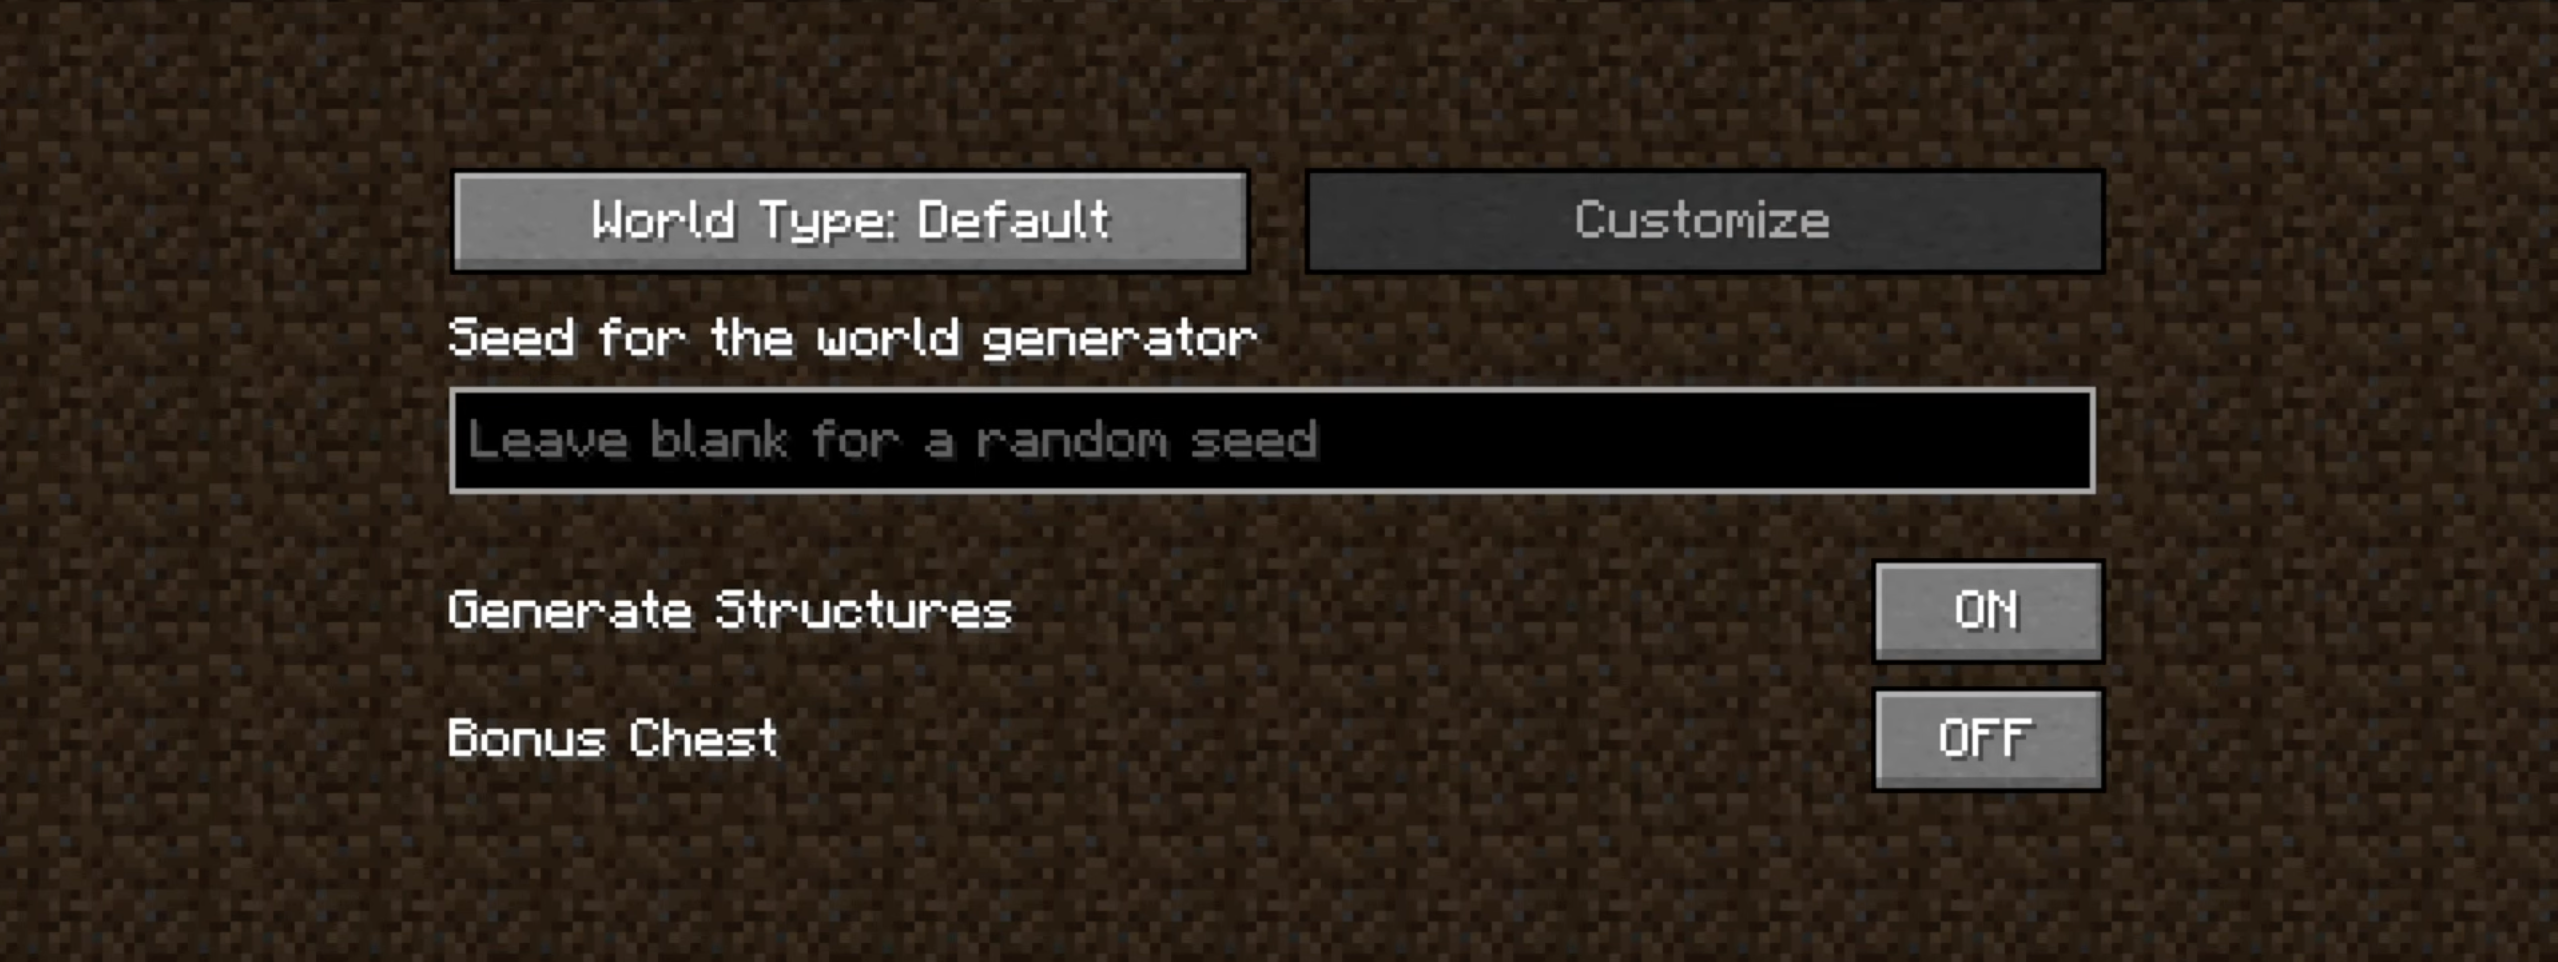 World Type: Default
Customize
Seed for the world generator
Leave blank for a random seed
Generate Structures
ON
Bonus Chest
OFF